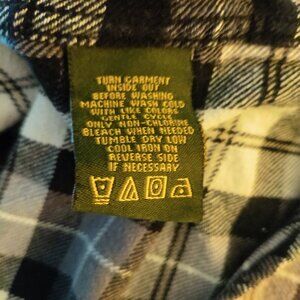 TURN GARMENT
INSIDE OUT
BEFORE WASHING
MACHINE WASH COLD
WITH LIKE COLORS
GENTLE CYCLE
ONLY NON-CHLORINE
BLEACH WHEN NEEDED
TUMBLE DRY LOW
COOL IRON ON
REVERSE SIDE
IF NECESSARY